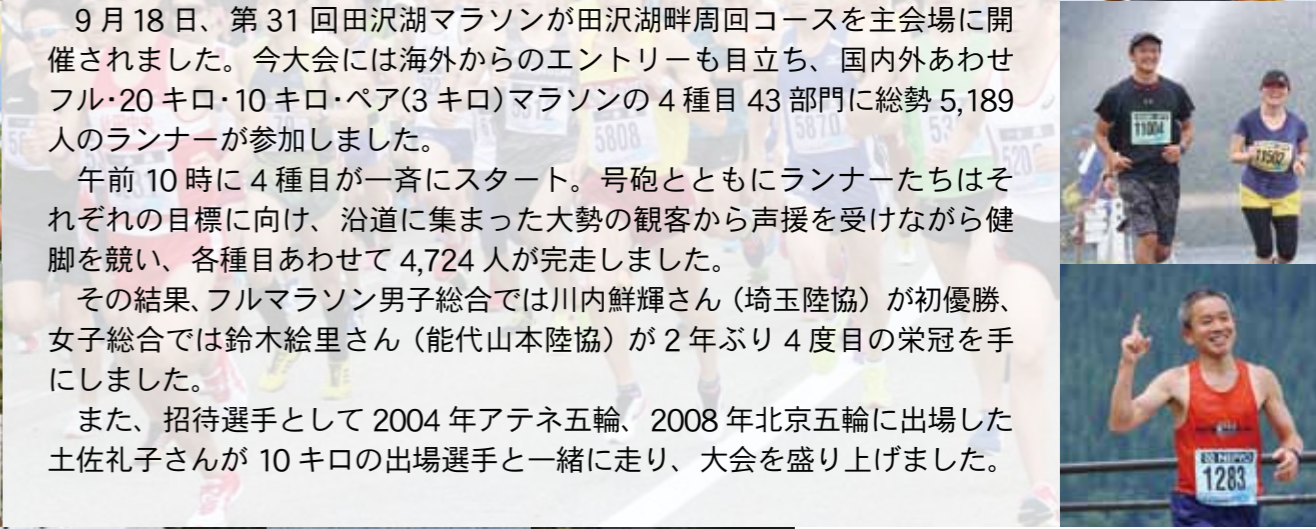 9月18日、第31回田沢湖マラソンが田沢湖畔周回コースを主会場に開
催されました。今大会には海外からのエントリーも目立ち、国内外あわせ
フル･20キロ･10キロ･ペア(3キロ)マラソンの4種目43部門に総勢5,189
人のランナーが参加しました。
午前10時に4種目が一斉にスタート。号砲とともにランナーたちはそ
れぞれの目標に向け、沿道に集まった大勢の観客から声援を受けながら健
脚を競い、各種目あわせて4,724人が完走しました。
その結果、フルマラソン男子総合では川内鮮輝さん（埼玉陸協）が初優勝、
女子総合では鈴木絵里さん（能代山本陸協）が2年ぶり4度目の栄冠を手
にしました。
また、招待選手として2004年アテネ五輪、2008年北京五輪に出場した
土佐礼子さんが10キロの出場選手と一緒に走り、大会を盛り上げました。
11004
11502
1283
5808
5870